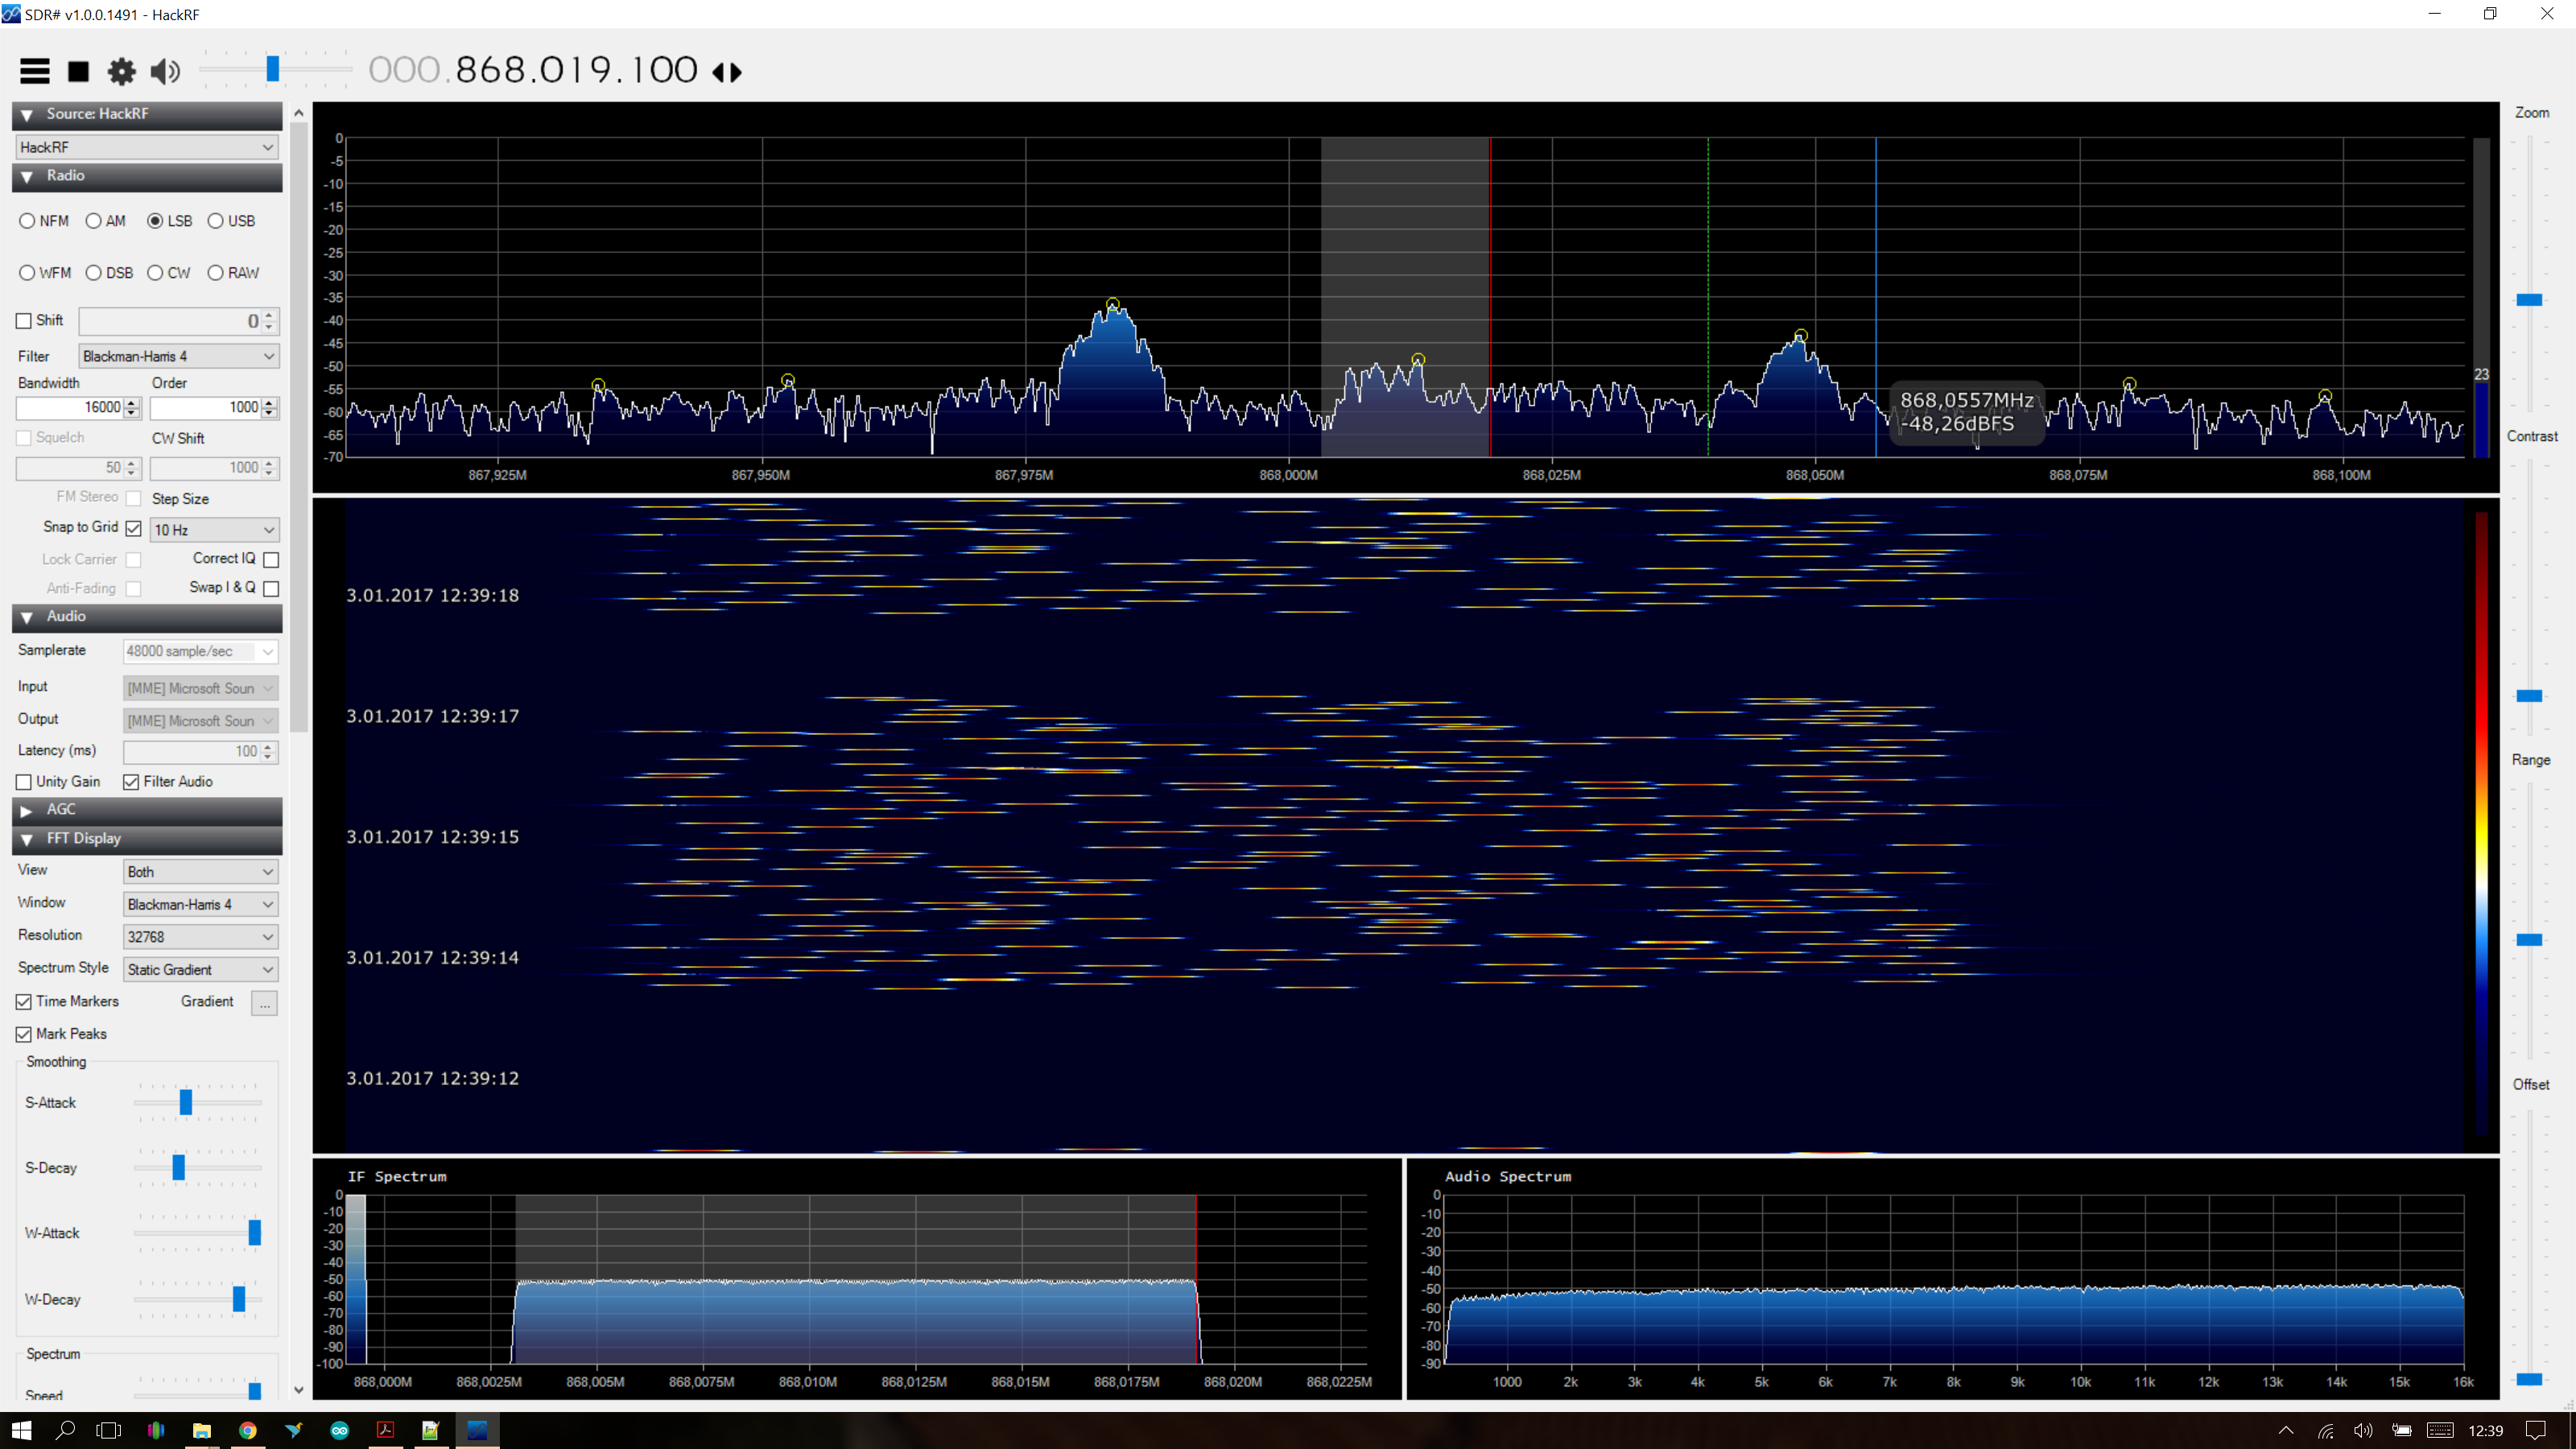 SDR# v1.0.0.1491 - HackRF
000.868.019.100
Source: HackRF
HackRF
Radio
NFM AM LSB USB
WFM DSB CW RAW
Shift 0
Filter Blackman-Harris 4
Bandwidth Order
16000 1000
Squelch CW Shift
50 1000
FM Stereo Step Size
Snap to Grid 10 Hz
Lock Carrier Correct IQ
Anti-Fading Swap I & Q
Audio
Samplerate 48000 sample/sec
Input [MME] Microsoft Soun
Output [MME] Microsoft Soun
Latency (ms) 100
Unity Gain Filter Audio
AGC
FFT Display
View Both
Window Blackman-Harris 4
Resolution 32768
Spectrum Style Static Gradient
Time Markers Gradient ...
Mark Peaks
Smoothing
S-Attack
S-Decay
W-Attack
W-Decay
Spectrum
Speed
0
-5
-10
-15
-20
-25
-30
-35
-40
-45
-50
-55
-60
-65
-70
867,925M 867,950M 867,975M 868,000M 868,025M 868,050M 868,075M 868,100M
868,0557MHz
-48,26dBFS
23
3.01.2017 12:39:18
3.01.2017 12:39:17
3.01.2017 12:39:15
3.01.2017 12:39:14
3.01.2017 12:39:12
IF Spectrum
0
-10
-20
-30
-40
-50
-60
-70
-80
-90
-100
868,000M 868,0025M 868,005M 868,0075M 868,010M 868,0125M 868,015M 868,0175M 868,020M 868,0225M
Audio Spectrum
0
-10
-20
-30
-40
-50
-60
-70
-80
-90
1000 2k 3k 4k 5k 6k 7k 8k 9k 10k 11k 12k 13k 14k 15k 16k
Zoom
Contrast
Range
Offset
12:39